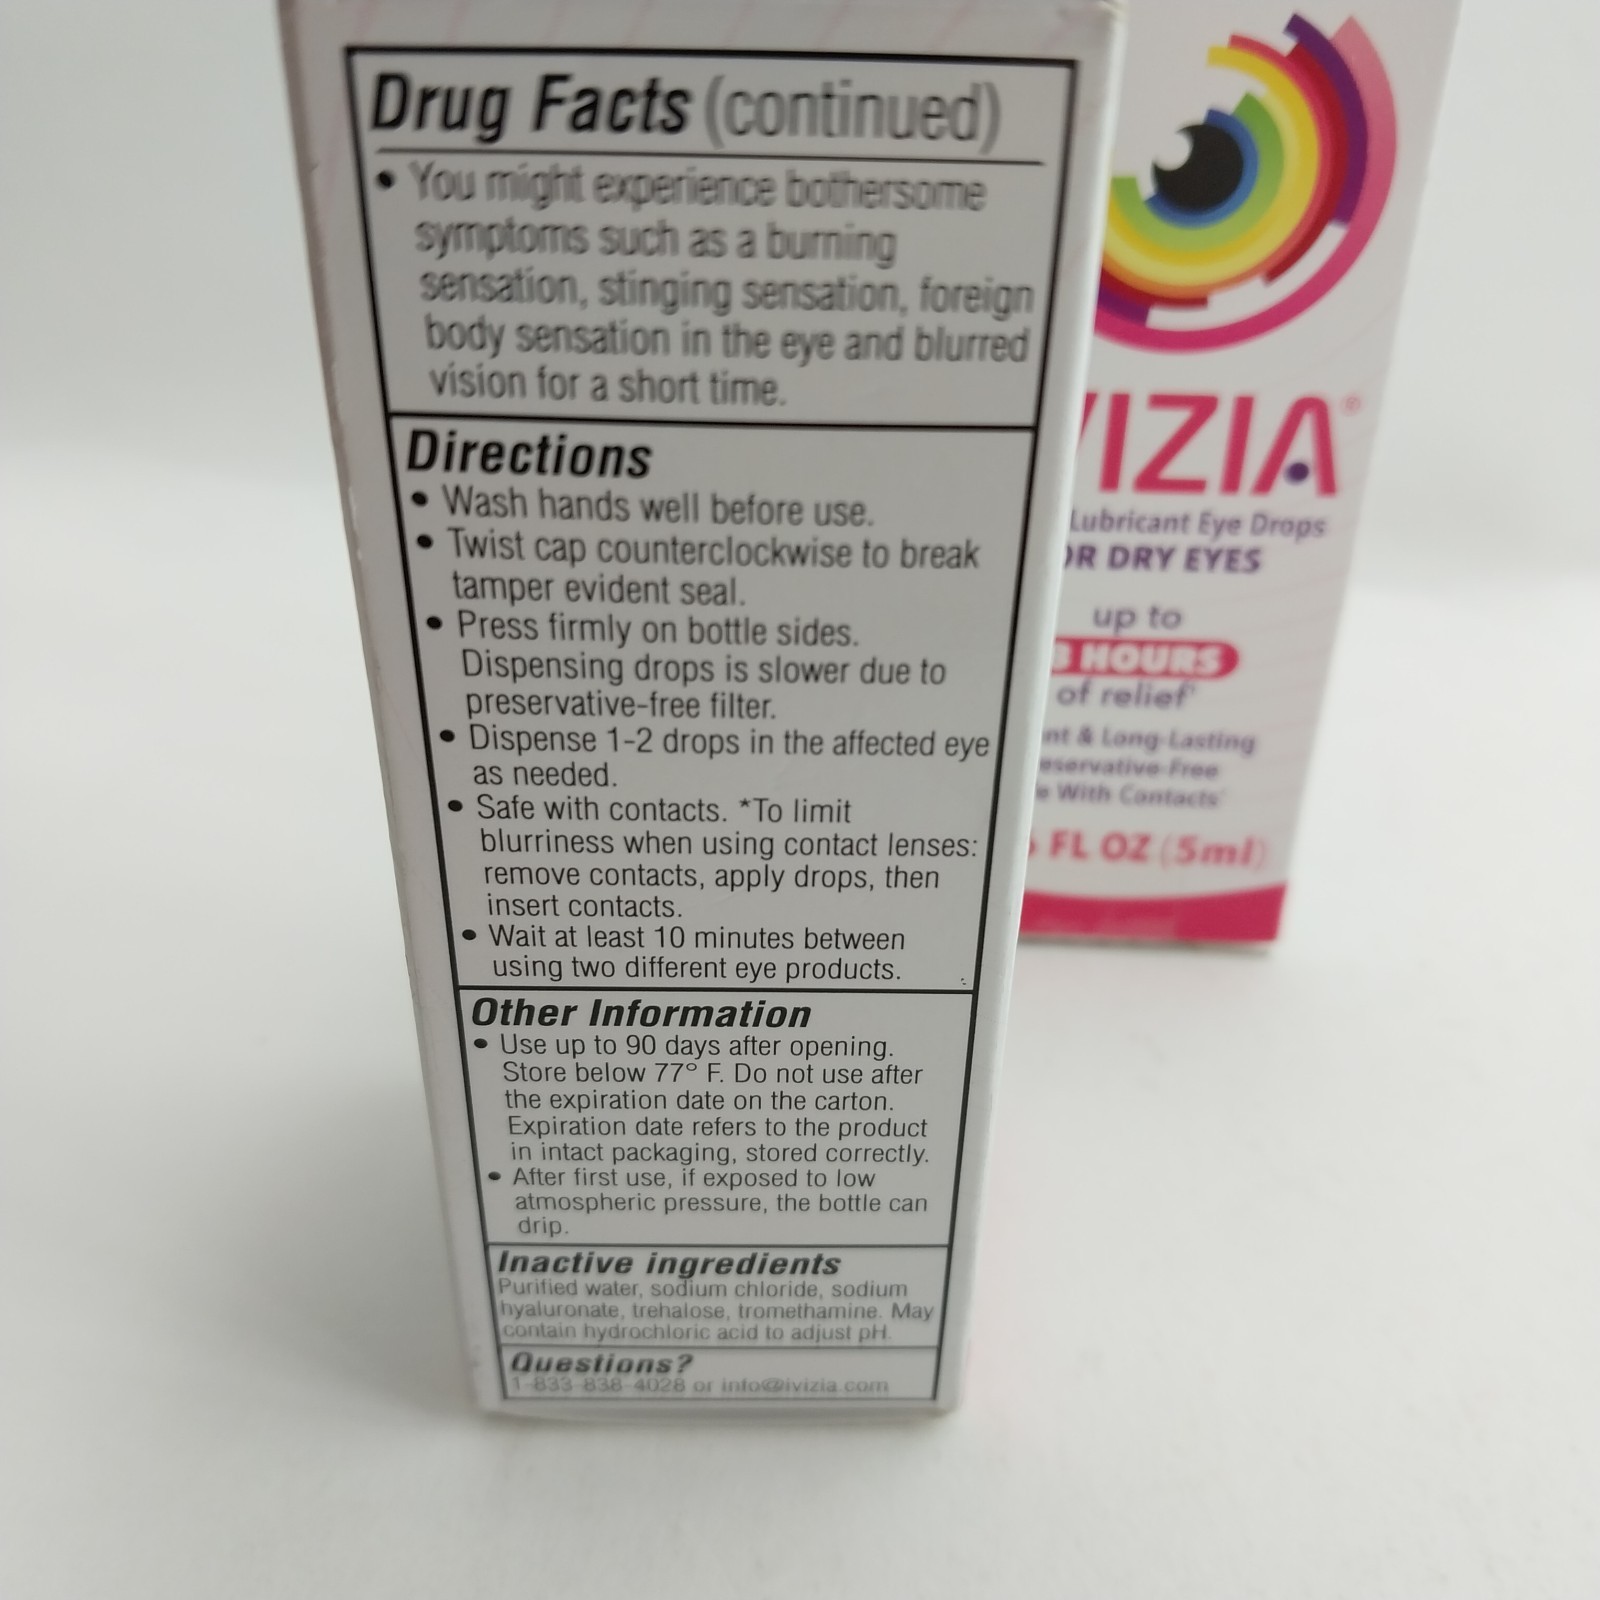 Drug Facts (continued)
• You might experience bothersome
symptoms such as a burning
sensation, stinging sensation, foreign
body sensation in the eye and blurred
vision for a short time.
Directions
• Wash hands well before use.
• Twist cap counterclockwise to break
tamper evident seal.
• Press firmly on bottle sides.
Dispensing drops is slower due to
preservative-free filter.
• Dispense 1-2 drops in the affected eye
as needed.
• Safe with contacts. *To limit
blurriness when using contact lenses:
remove contacts, apply drops, then
insert contacts.
• Wait at least 10 minutes between
using two different eye products.
Other Information
• Use up to 90 days after opening.
Store below 77° F. Do not use after
the expiration date on the carton.
Expiration date refers to the product
in intact packaging, stored correctly.
• After first use, if exposed to low
atmospheric pressure, the bottle can
drip.
Inactive ingredients
Purified water, sodium chloride, sodium
hyaluronate, trehalose, tromethamine. May
contain hydrochloric acid to adjust pH.
Questions?
1-833-838-4028 or info@ivizia.com
VIZIA®
Lubricant Eye Drops
DRY EYES
up to
HOURS
of relief
& Long-Lasting
With Contacts
FL OZ (5ml)